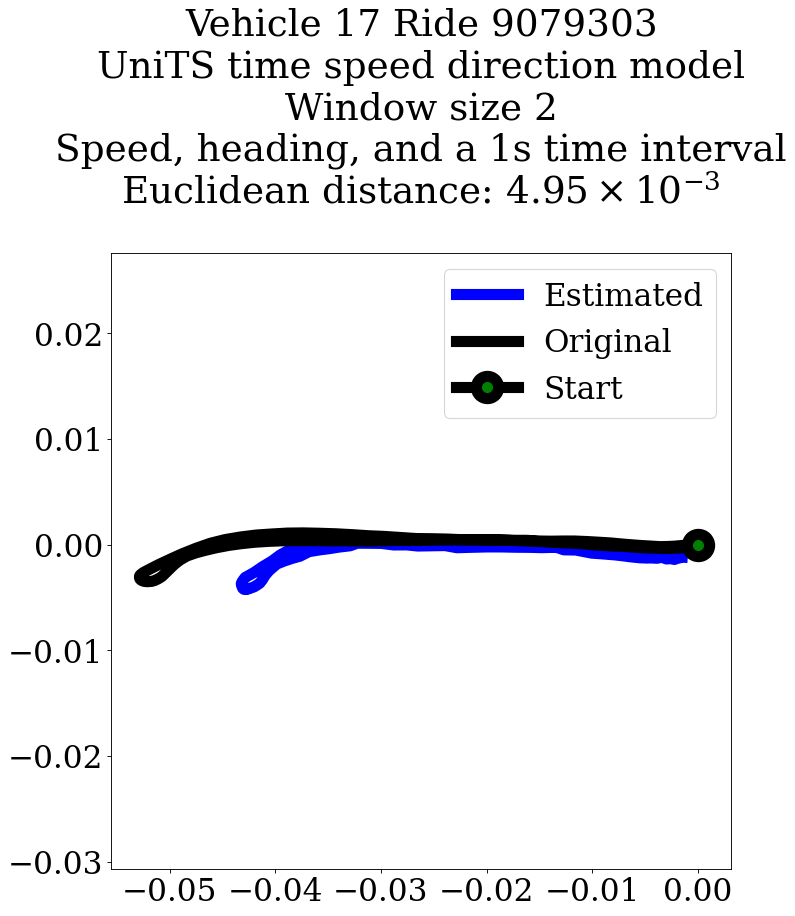 Vehicle 17 Ride 9079303
UniTS time speed direction model
Window size 2
Speed, heading, and a 1s time interval
Euclidean distance: 4.95 × 10⁻³
Estimated
Original
Start
0.02
0.01
0.00
−0.01
−0.02
−0.03
−0.05 −0.04 −0.03 −0.02 −0.01 0.00